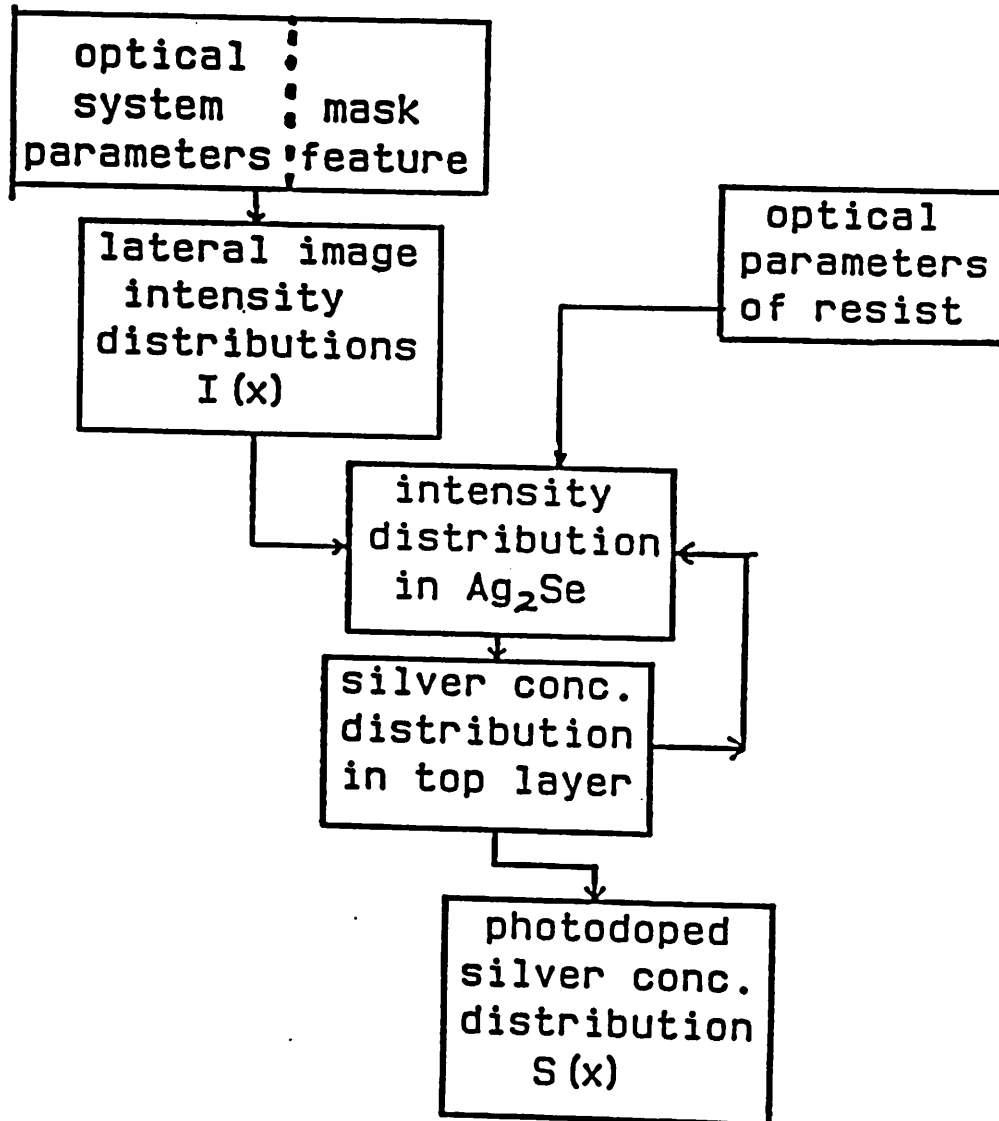 optical
system
parameters
mask
feature
lateral image
intensity
distributions
I(x)
optical
parameters
of resist
intensity
distribution
in Ag₂Se
silver conc.
distribution
in top layer
photodoped
silver conc.
distribution
S(x)